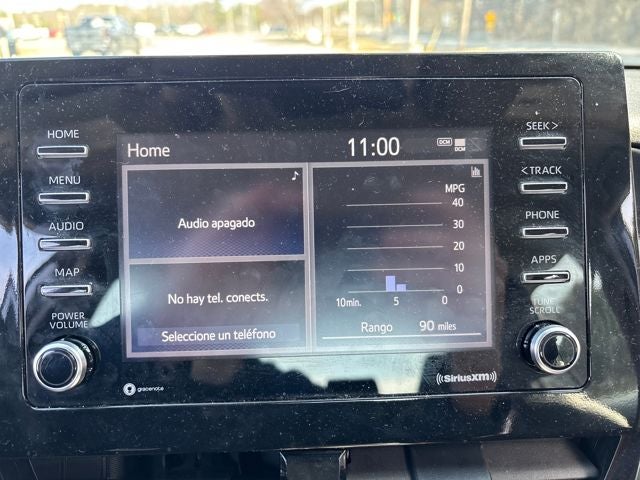 HOME
MENU
AUDIO
MAP
POWER
VOLUME
Home
11:00
DCM
DCM
Audio apagado
No hay tel. conects.
Seleccione un teléfono
MPG
40
30
20
10
0
10min. 5 0
Rango 90 miles
SEEK >
< TRACK
PHONE
APPS
TUNE
SCROLL
gracenote
((SiriusXM))